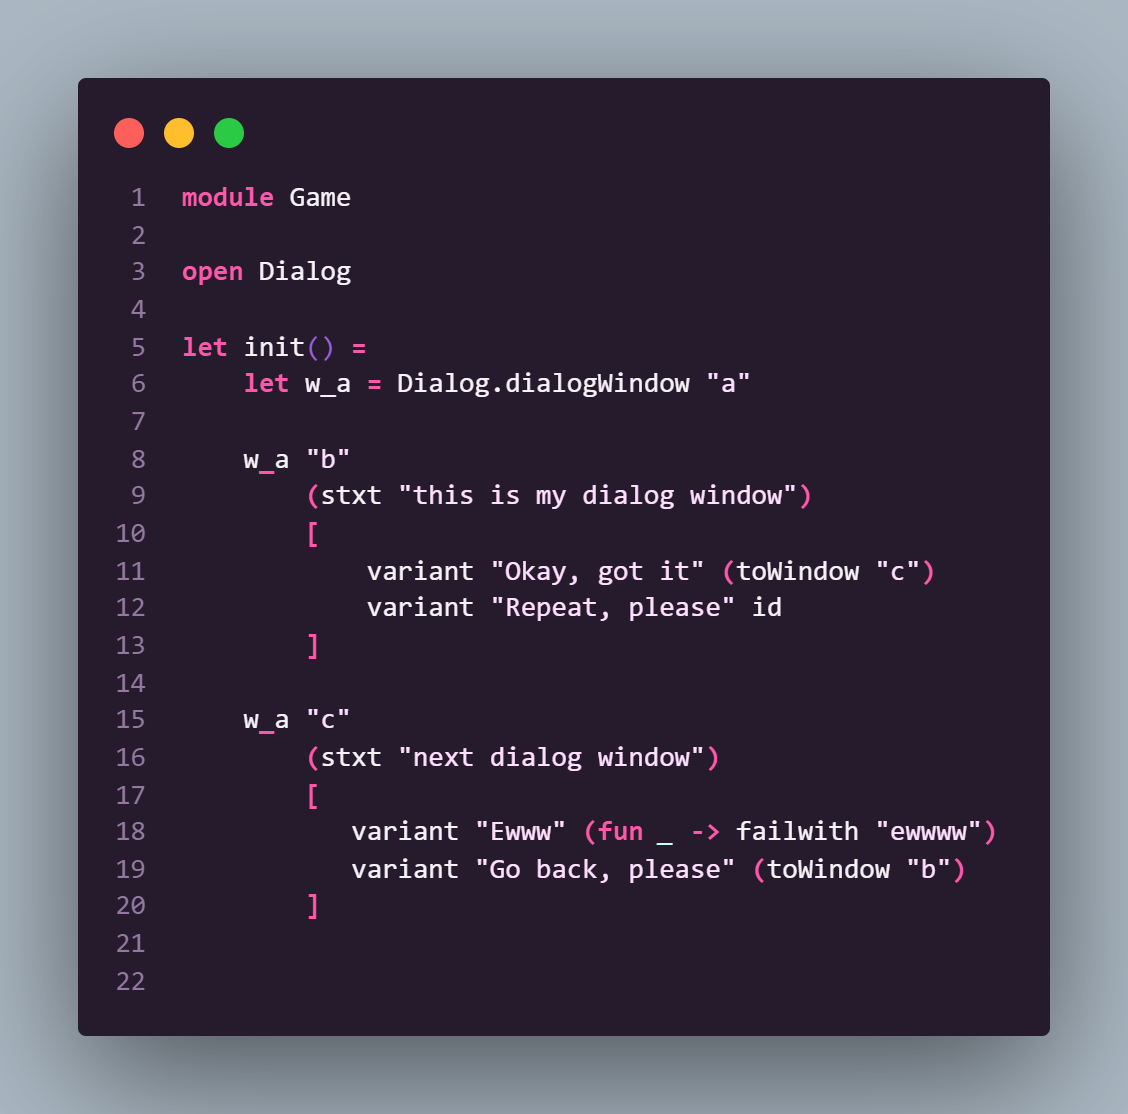 1 module Game
2
3 open Dialog
4
5 let init() =
6     let w_a = Dialog.dialogWindow "a"
7
8     w_a "b"
9         (stxt "this is my dialog window")
10         [
11             variant "Okay, got it" (toWindow "c")
12             variant "Repeat, please" id
13         ]
14
15     w_a "c"
16         (stxt "next dialog window")
17         [
18            variant "Ewww" (fun _ -> failwith "ewwww")
19            variant "Go back, please" (toWindow "b")
20         ]
21
22